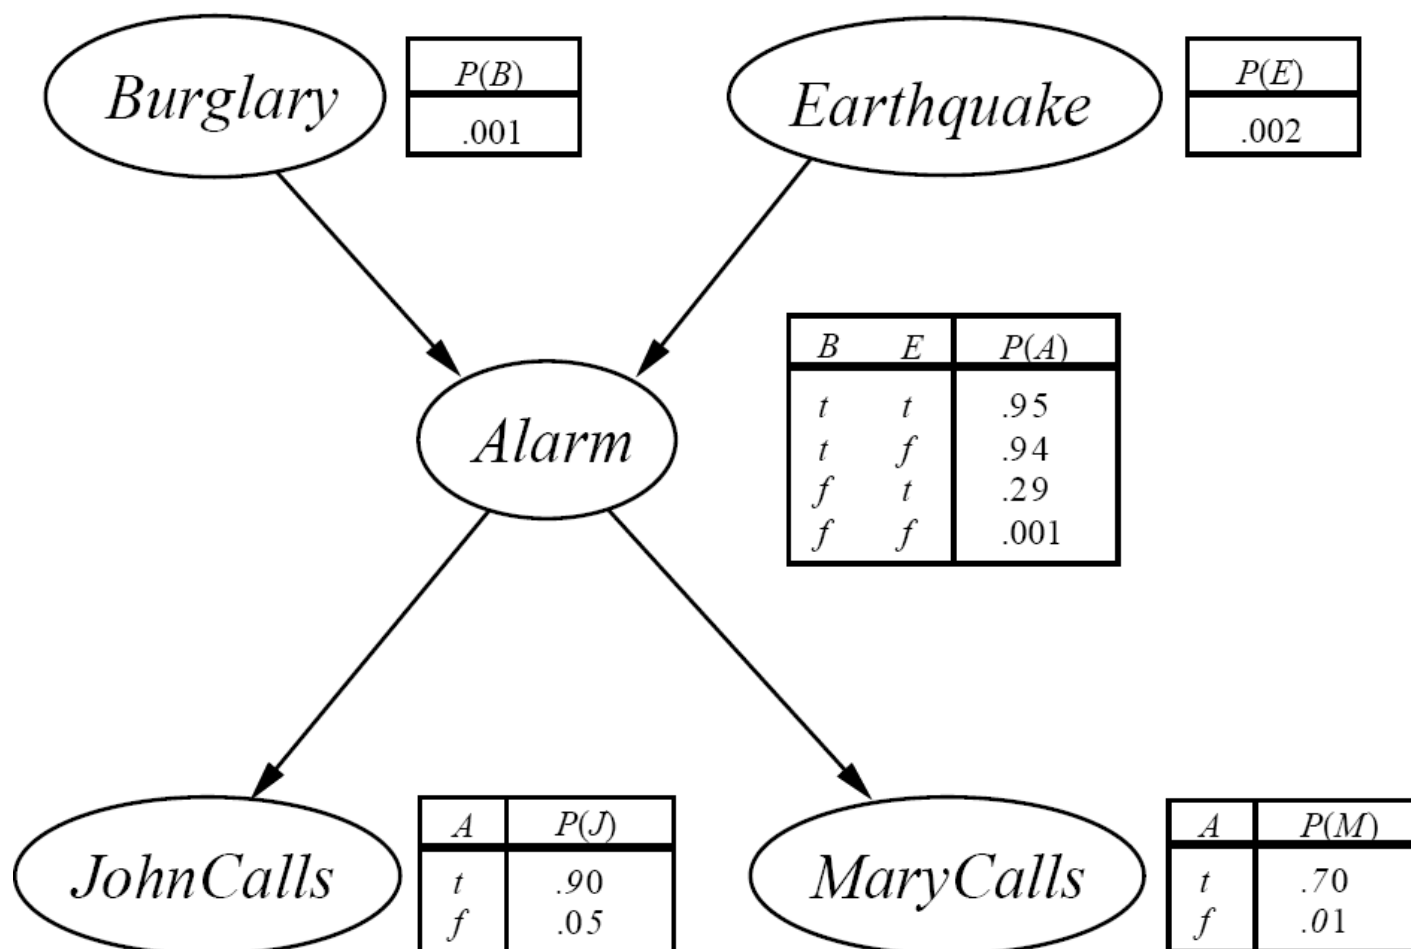 Burglary
P(B)
.001
Earthquake
P(E)
.002
B E P(A)
t t .95
t f .94
f t .29
f f .001
Alarm
JohnCalls
A P(J)
t .90
f .05
MaryCalls
A P(M)
t .70
f .01